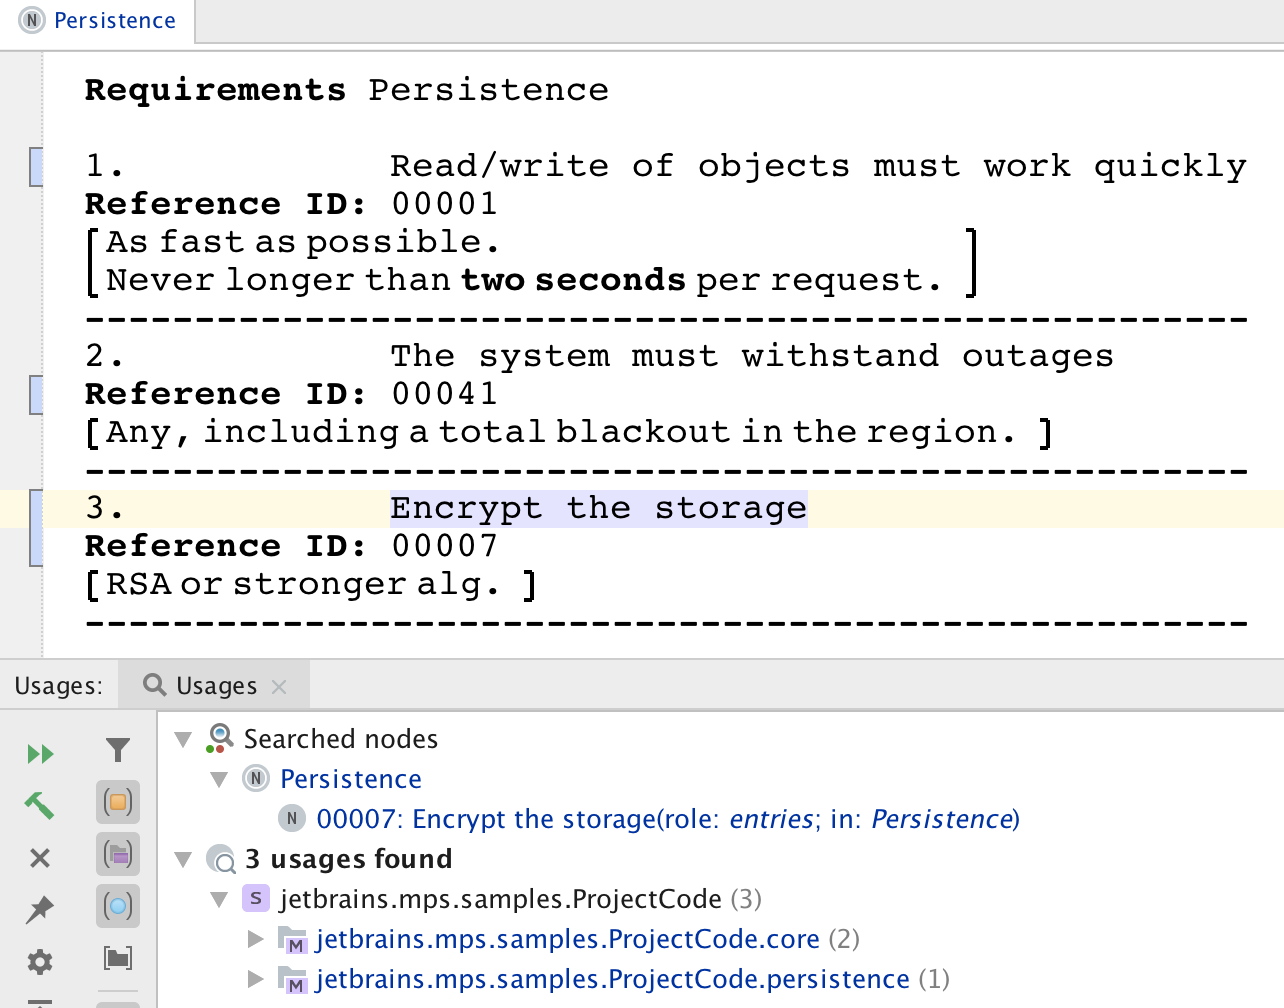 N Persistence
Requirements Persistence
1. Read/write of objects must work quickly
Reference ID: 00001
[As fast as possible.
Never longer than two seconds per request. ]
-----------------------------------------------------
2. The system must withstand outages
Reference ID: 00041
[Any, including a total blackout in the region. ]
-----------------------------------------------------
3. Encrypt the storage
Reference ID: 00007
[RSA or stronger alg. ]
-----------------------------------------------------
Usages: Usages
Searched nodes
N Persistence
N 00007: Encrypt the storage(role: entries; in: Persistence)
3 usages found
S jetbrains.mps.samples.ProjectCode (3)
M jetbrains.mps.samples.ProjectCode.core (2)
M jetbrains.mps.samples.ProjectCode.persistence (1)